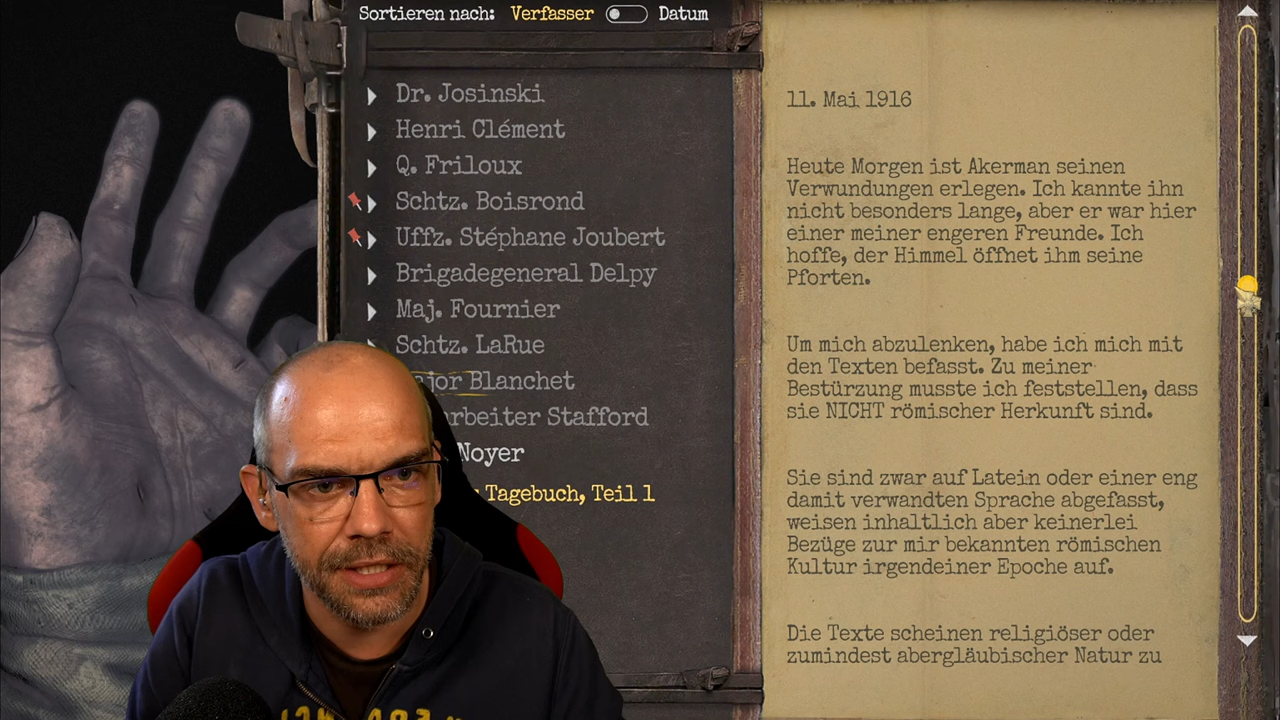 Sortieren nach: Verfasser Datum
Dr. Josinski
Henri Clément
Q. Friloux
Schtz. Boisrond
Uffz. Stéphane Joubert
Brigadegeneral Delpy
Maj. Fournier
Schtz. LaRue
Blanchet
Stafford
Noyer
Tagebuch, Teil 1
11. Mai 1916
Heute Morgen ist Akerman seinen
Verwundungen erlegen. Ich kannte ihn
nicht besonders lange, aber er war hier
einer meiner engeren Freunde. Ich
hoffe, der Himmel öffnet ihm seine
Pforten.
Um mich abzulenken, habe ich mich mit
den Texten befasst. Zu meiner
Bestürzung musste ich feststellen, dass
sie NICHT römischer Herkunft sind.
Sie sind zwar auf Latein oder einer eng
damit verwandten Sprache abgefasst,
weisen inhaltlich aber keinerlei
Bezüge zur mir bekannten römischen
Kultur irgendeiner Epoche auf.
Die Texte scheinen religiöser oder
zumindest abergläubischer Natur zu